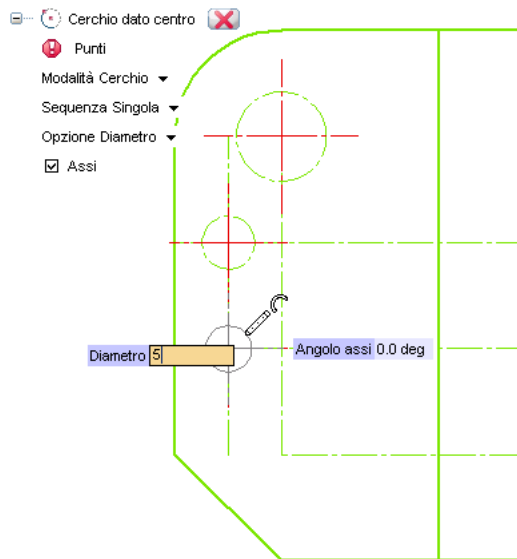 Cerchio dato centro
Punti
Modalità Cerchio
Sequenza Singola
Opzione Diametro
Assi
Diametro 5
Angolo assi 0.0 deg